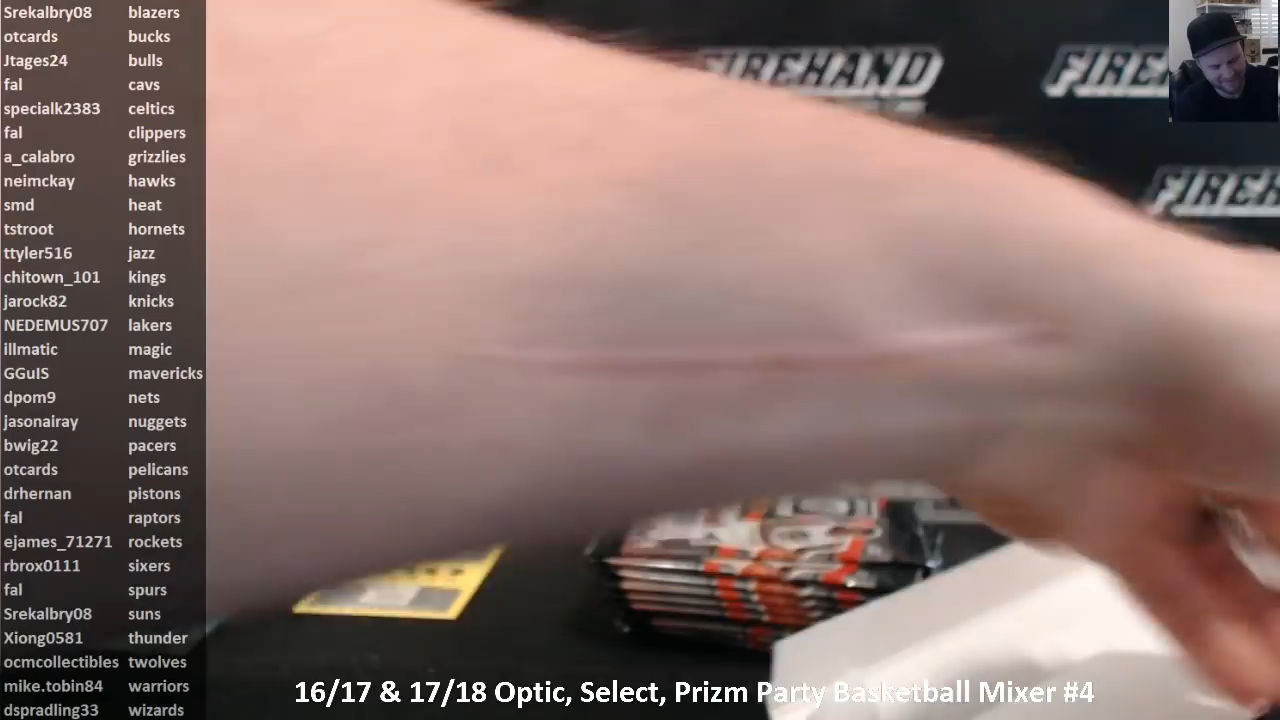 Srekalbry08 blazers
otcards bucks
Jtages24 bulls
fal cavs
specialk2383 celtics
fal clippers
a_calabro grizzlies
neimckay hawks
smd heat
tstroot hornets
ttyler516 jazz
chitown_101 kings
jarock82 knicks
NEDEMUS707 lakers
illmatic magic
GGuIS mavericks
dpom9 nets
jasonairay nuggets
bwig22 pacers
otcards pelicans
drhernan pistons
fal raptors
ejames_71271 rockets
rbrox0111 sixers
fal spurs
Srekalbry08 suns
Xiong0581 thunder
ocmcollectibles twolves
mike.tobin84 warriors
dspradling33 wizards
FIREHAND
FIREH
FIREHAND
16/17 & 17/18 Optic, Select, Prizm Party Basketball Mixer #4